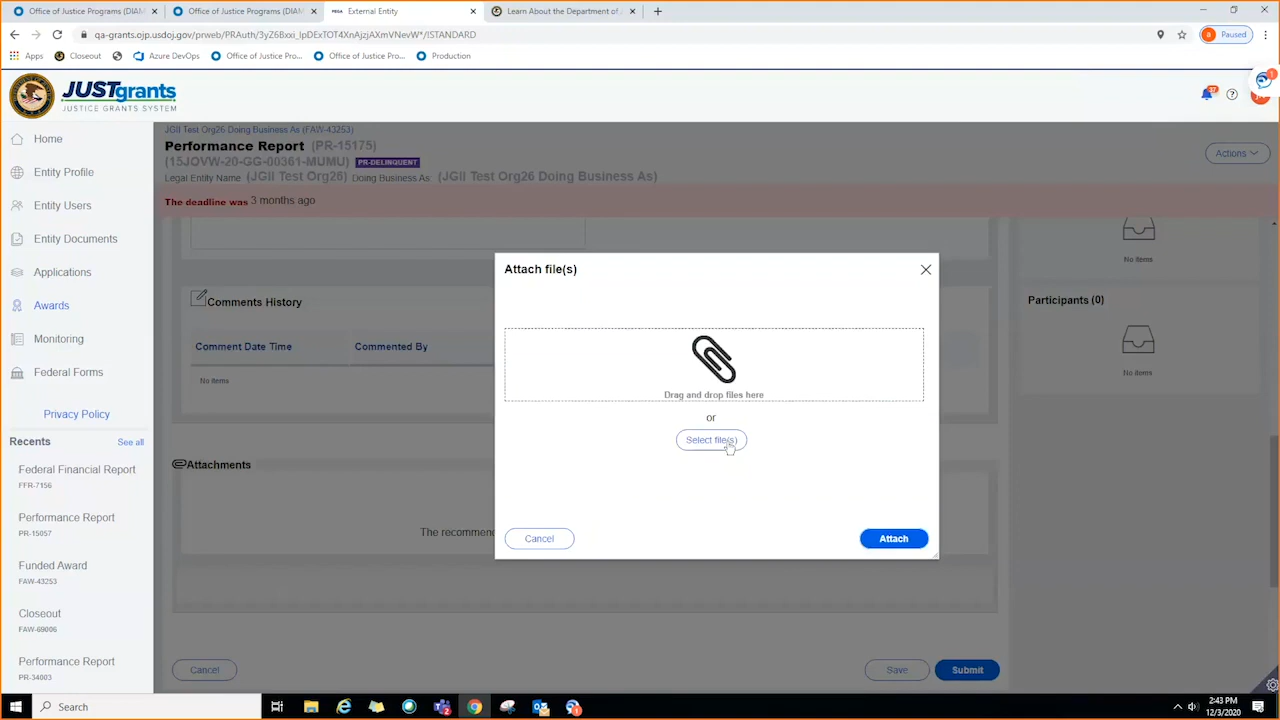 Office of Justice Programs (DIAM
Office of Justice Programs (DIAM
PEGA External Entity
Learn About the Department of J
qa-grants.ojp.usdoj.gov/prweb/PRAuth/3yZ6Bxxi_lpDExTOT4XnAjzjAXmVNevW*/!STANDARD
a Paused
Apps
Closeout
Azure DevOps
Office of Justice Pro...
Office of Justice Pro...
Production
JUSTgrants
JUSTICE GRANTS SYSTEM
37
1
Home
Entity Profile
Entity Users
Entity Documents
Applications
Awards
Monitoring
Federal Forms
Privacy Policy
Recents
See all
Federal Financial Report
FFR-7156
Performance Report
PR-15057
Funded Award
FAW-43253
Closeout
FAW-69006
Performance Report
PR-34003
JGII Test Org26 Doing Business As (FAW-43253)
Performance Report (PR-15175)
(15JOVW-20-GG-00361-MUMU) PR-DELINQUENT
Legal Entity Name (JGII Test Org26) Doing Business As: (JGII Test Org26 Doing Business As)
Actions
The deadline was 3 months ago
Comments History
Comment Date Time
Commented By
No items
Attachments
The recommen
Cancel
Save
Submit
No items
Participants (0)
No items
Attach file(s)
Drag and drop files here
or
Select file(s)
Cancel
Attach
Search
2:43 PM
12/3/2020